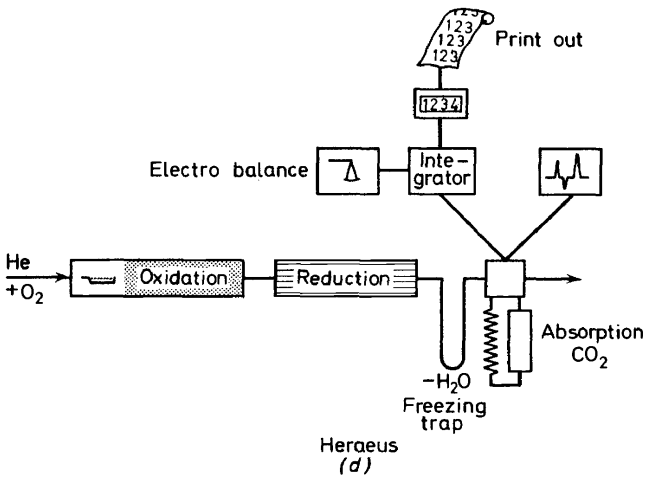 123
123
123
123
Print out
1234
Electro balance
Inte-
grator
He
+O₂
Oxidation
Reduction
Absorption
CO₂
–H₂O
Freezing
trap
Heraeus
(d)